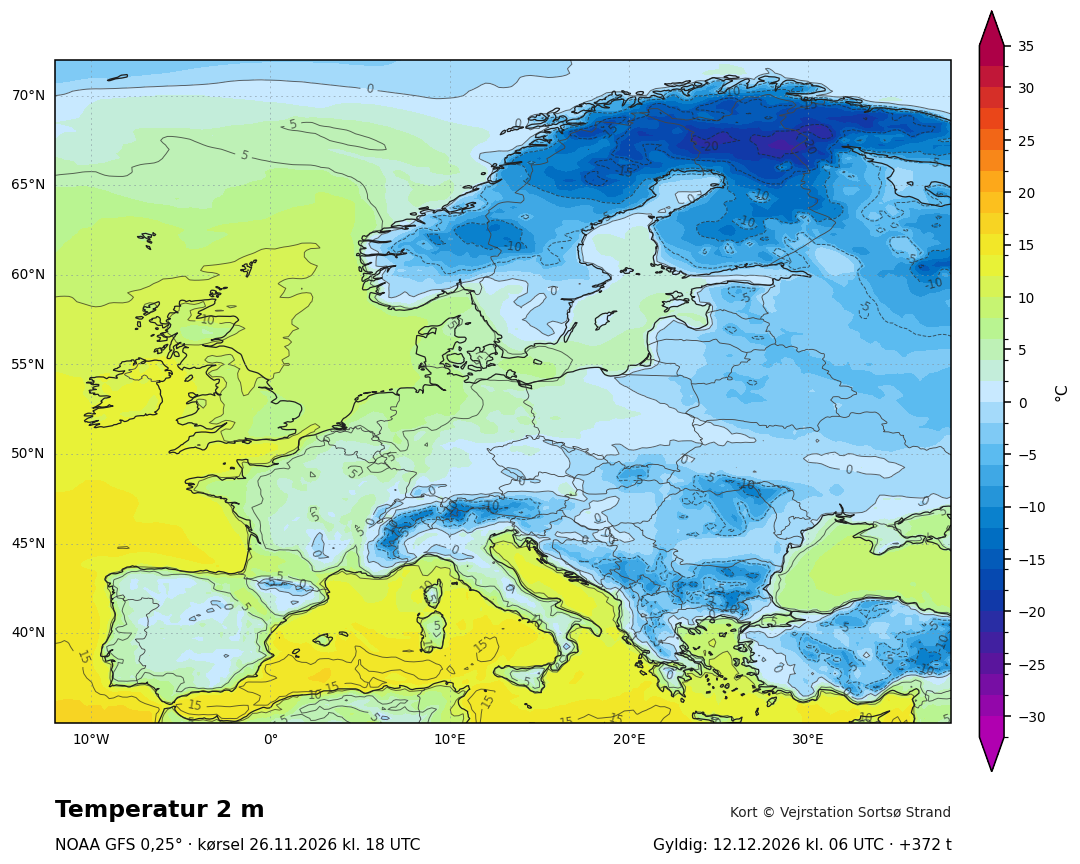 70°N
65°N
60°N
55°N
50°N
45°N
40°N
10°W
0°
10°E
20°E
30°E
35
30
25
20
15
10
5
0
−5
−10
−15
−20
−25
−30
°C
Temperatur 2 m
Kort © Vejrstation Sortsø Strand
NOAA GFS 0,25° · kørsel 26.11.2026 kl. 18 UTC
Gyldig: 12.12.2026 kl. 06 UTC · +372 t